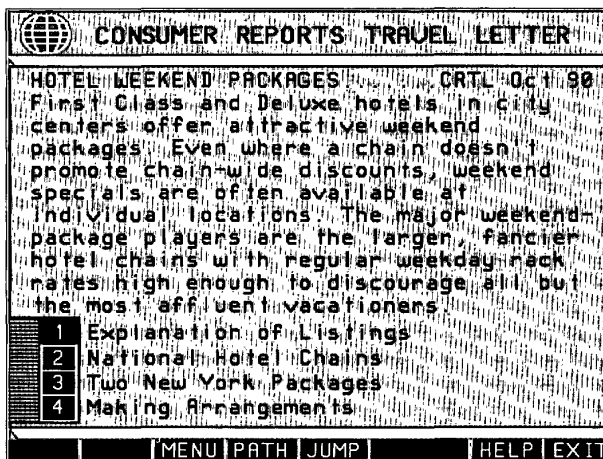 CONSUMER REPORTS TRAVEL LETTER
HOTEL WEEKEND PACKAGES CRTL Oct 90
First Class and Deluxe hotels in city
centers offer attractive weekend
packages. Even where a chain doesn't
promote chain-wide discounts, weekend
specials are often available at
individual locations. The major weekend-
package players are the larger, fancier
hotel chains with regular weekday rack
rates high enough to discourage all but
the most affluent vacationers.
1 Explanation of Listings
2 National Hotel Chains
3 Two New York Packages
4 Making Arrangements
MENU PATH JUMP HELP EXIT